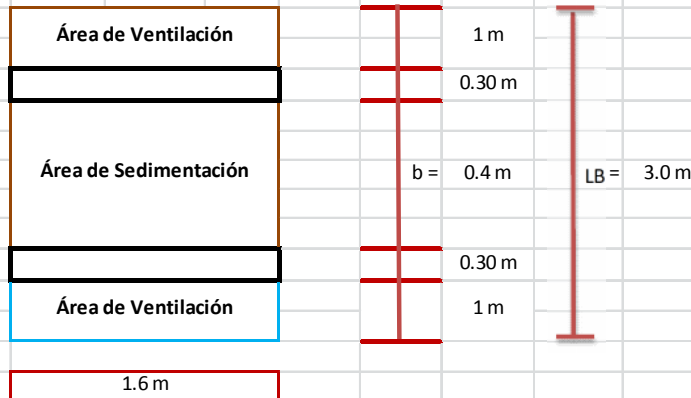 Área de Ventilación 1 m
0.30 m
Área de Sedimentación b = 0.4 m LB = 3.0 m
0.30 m
Área de Ventilación 1 m
1.6 m